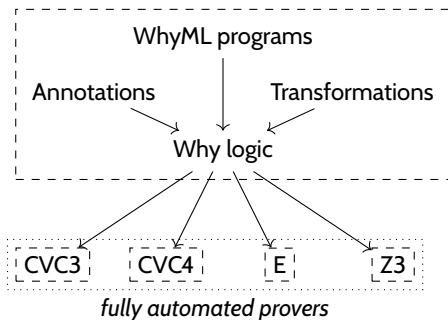 WhyML programs
Annotations Transformations
Why logic
CVC3 CVC4 E Z3
fully automated provers